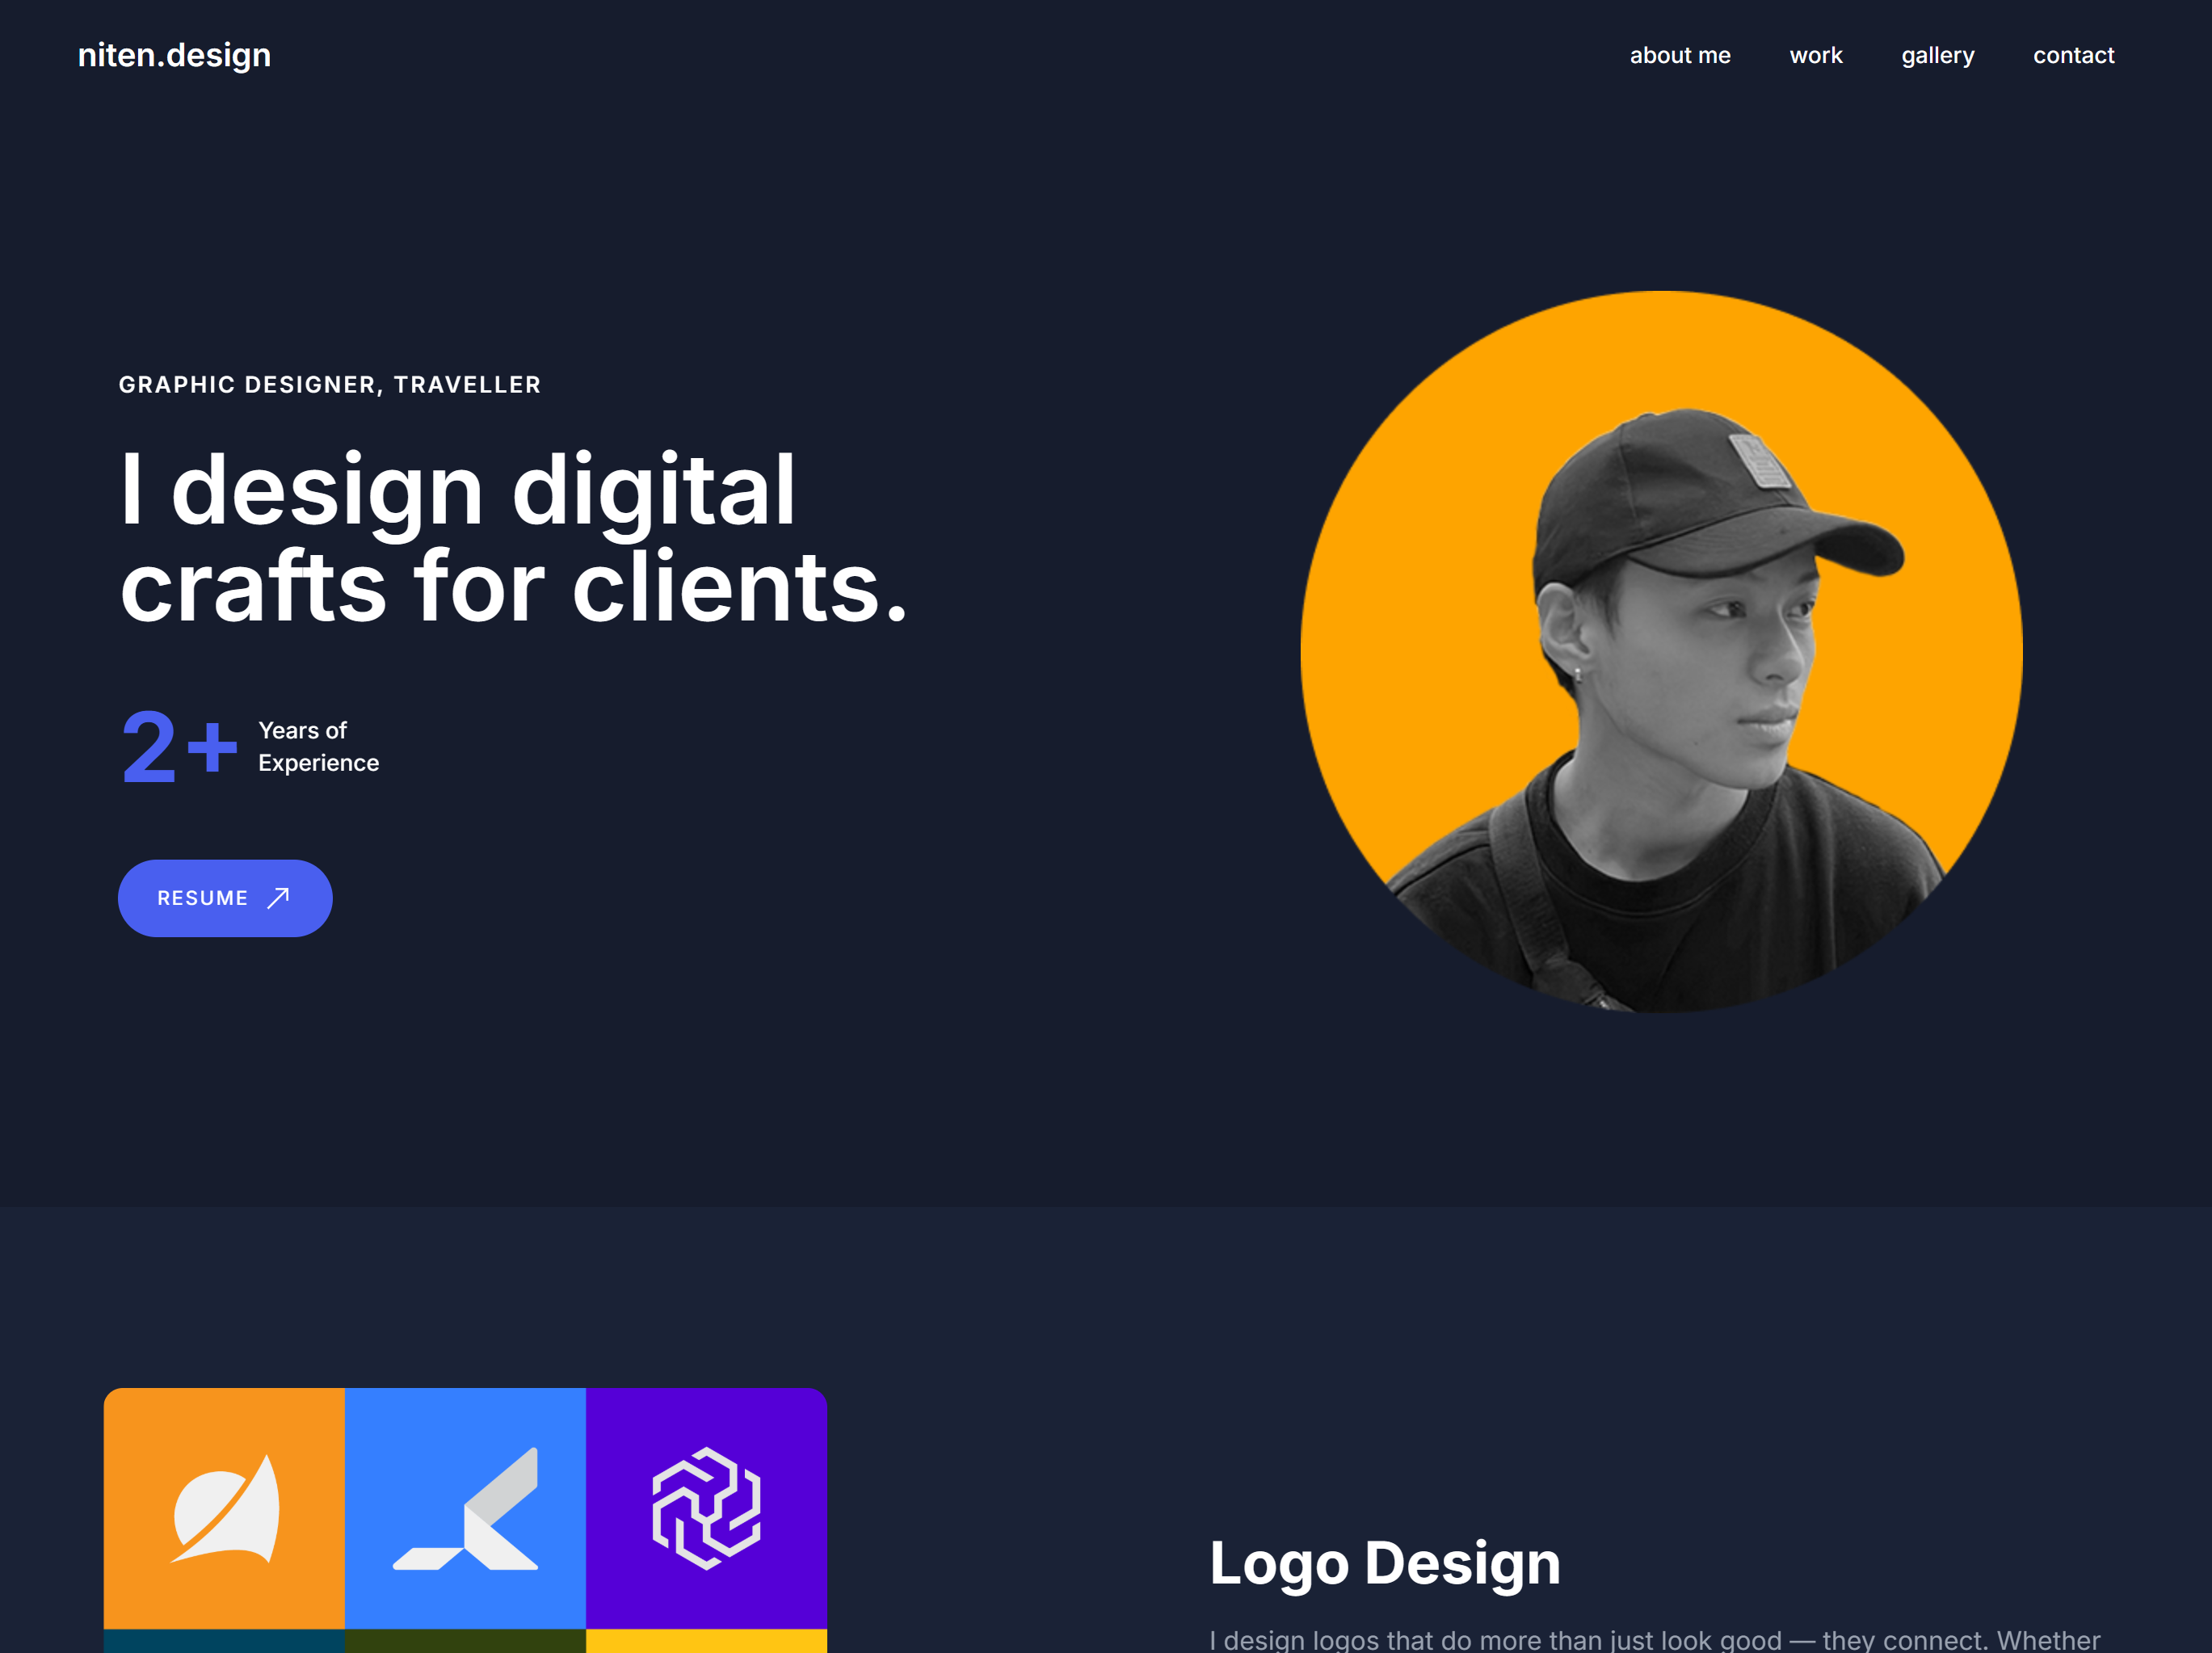 niten.design
about me work gallery contact
GRAPHIC DESIGNER, TRAVELLER
I design digital
crafts for clients.
2+ Years of
Experience
RESUME
Logo Design
I design logos that do more than just look good — they connect. Whether